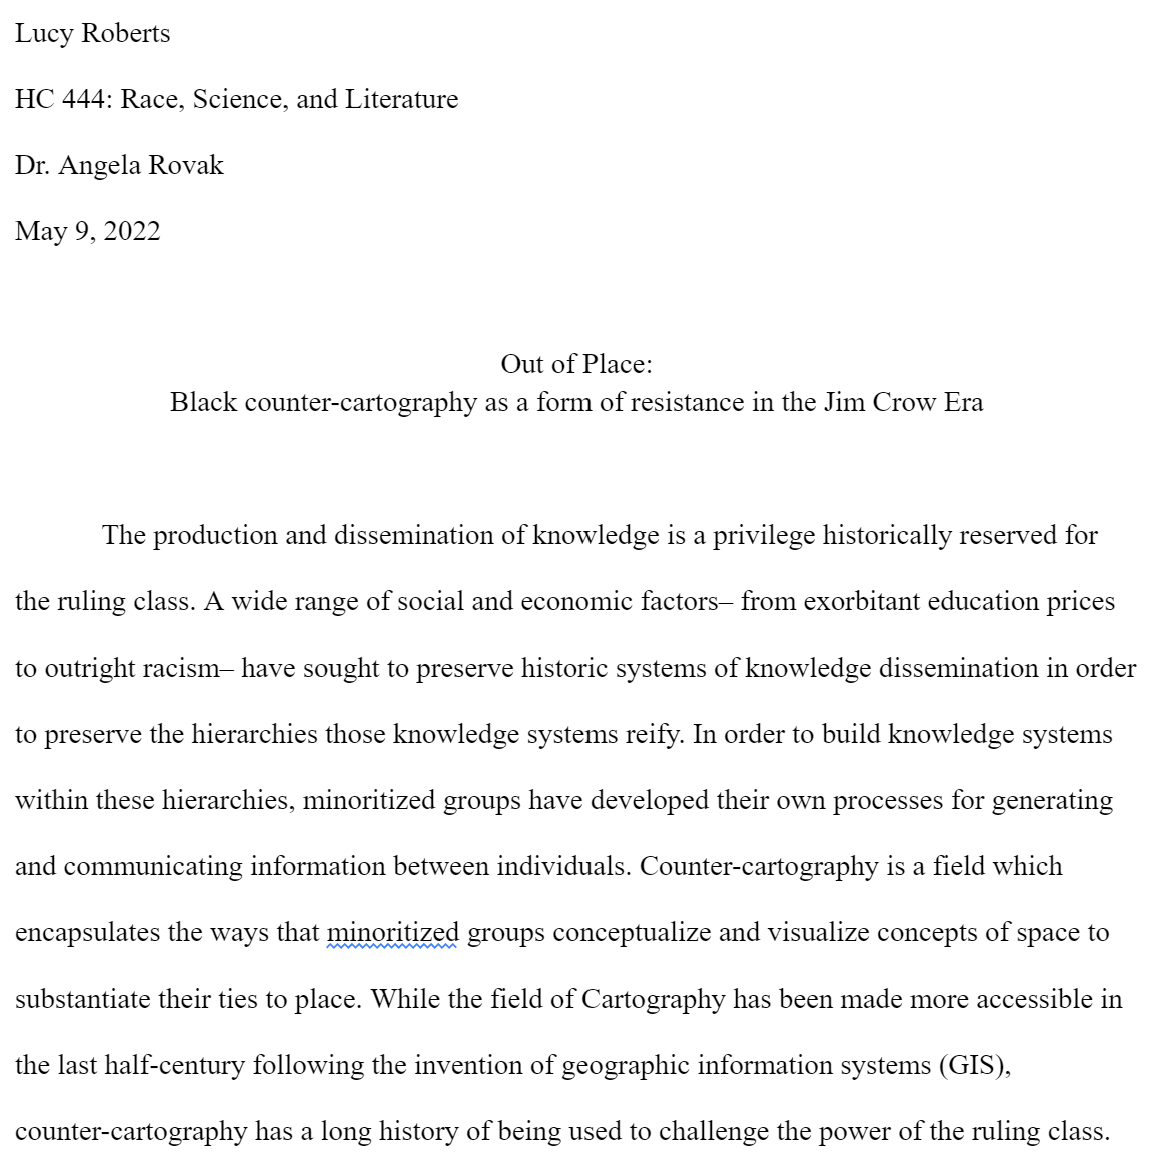 Lucy Roberts
HC 444: Race, Science, and Literature
Dr. Angela Rovak
May 9, 2022
Out of Place:
Black counter-cartography as a form of resistance in the Jim Crow Era
The production and dissemination of knowledge is a privilege historically reserved for
the ruling class. A wide range of social and economic factors– from exorbitant education prices
to outright racism– have sought to preserve historic systems of knowledge dissemination in order
to preserve the hierarchies those knowledge systems reify. In order to build knowledge systems
within these hierarchies, minoritized groups have developed their own processes for generating
and communicating information between individuals. Counter-cartography is a field which
encapsulates the ways that minoritized groups conceptualize and visualize concepts of space to
substantiate their ties to place. While the field of Cartography has been made more accessible in
the last half-century following the invention of geographic information systems (GIS),
counter-cartography has a long history of being used to challenge the power of the ruling class.